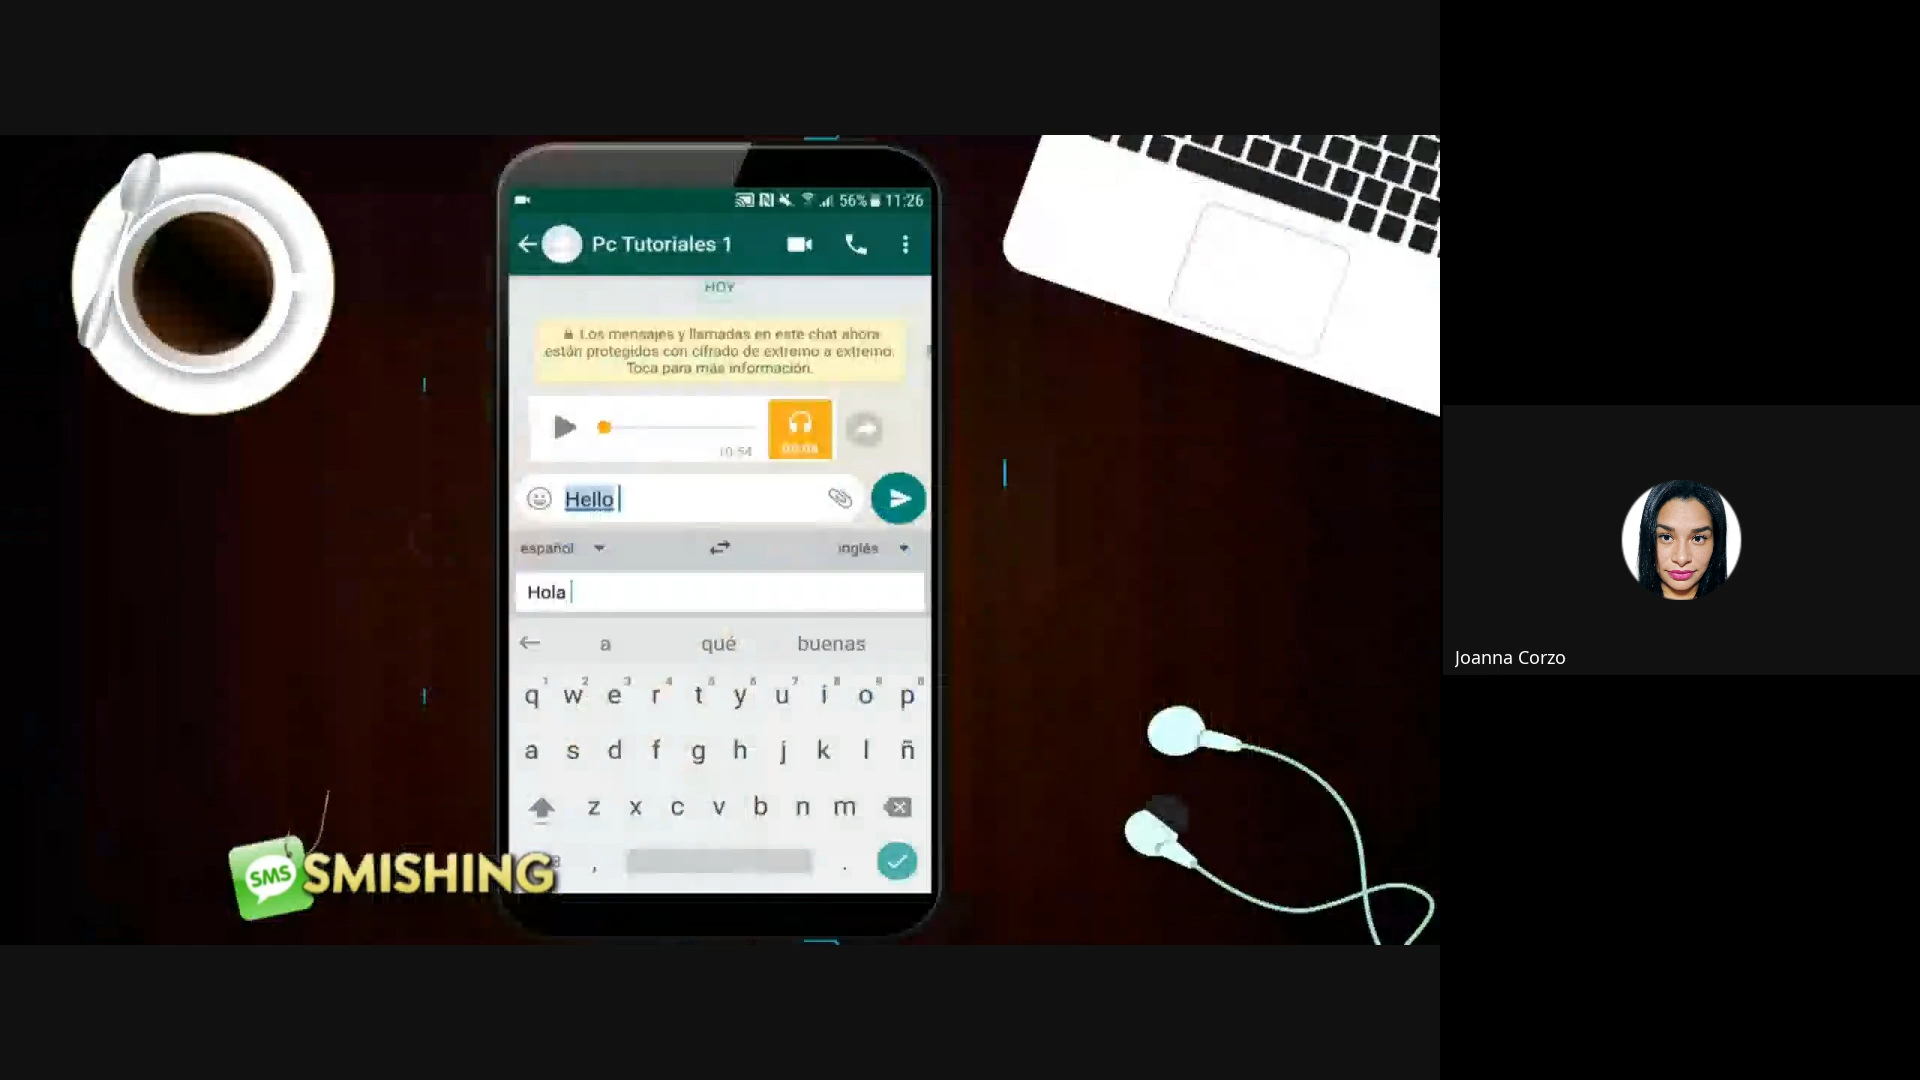 56% 11:26
Pc Tutoriales 1
HOY
Los mensajes y llamadas en este chat ahora
están protegidos con cifrado de extremo a extremo.
Toca para más información.
10:54
Hello
español
inglés
Hola
a qué buenas
q w e r t y u i o p
a s d f g h j k l ñ
z x c v b n m
, .
SMS SMISHING
Joanna Corzo